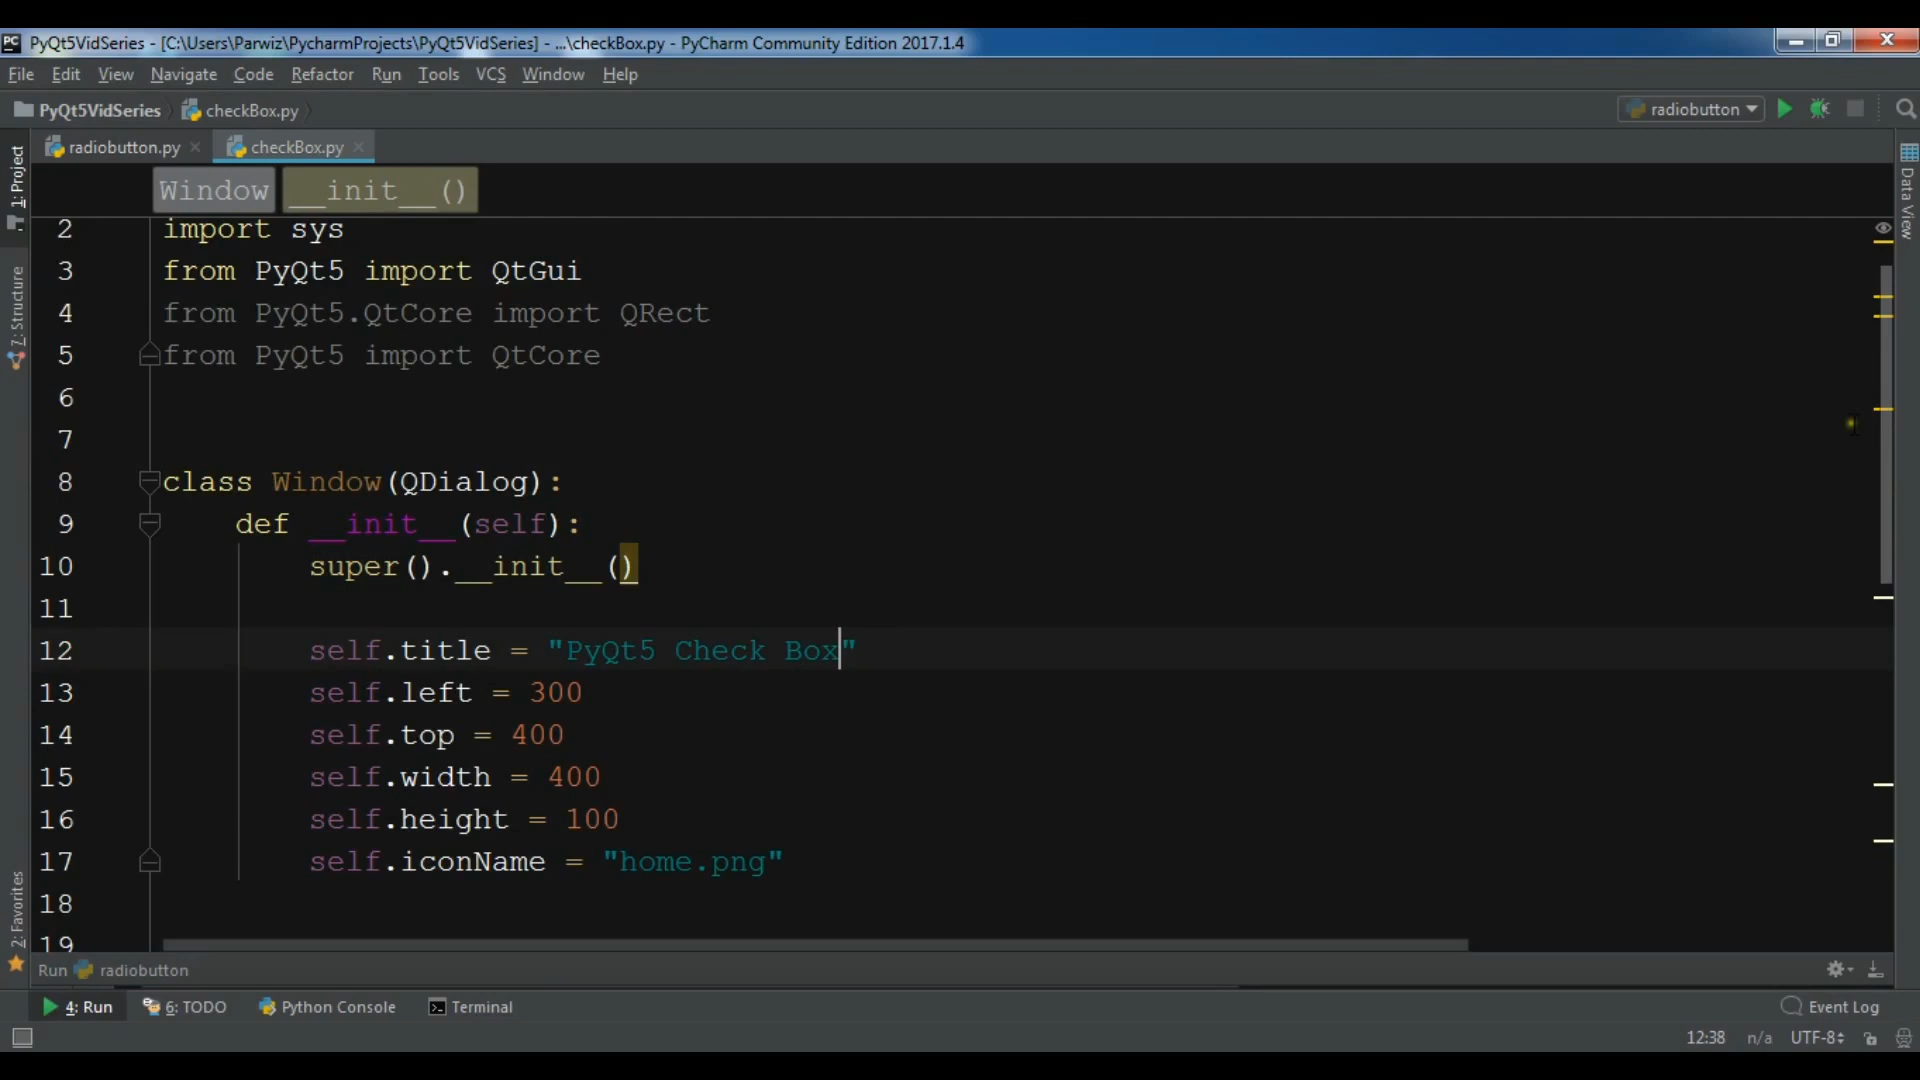 PC PyQt5VidSeries - [C:\Users\Parwiz\PycharmProjects\PyQt5VidSeries] - ...\checkBox.py - PyCharm Community Edition 2017.1.4
File Edit View Navigate Code Refactor Run Tools VCS Window Help
PyQt5VidSeries checkBox.py radiobutton
radiobutton.py checkBox.py
Window __init__()
1: Project
7: Structure
2: Favorites
Data View
2 import sys
3 from PyQt5 import QtGui
4 from PyQt5.QtCore import QRect
5 from PyQt5 import QtCore
6
7
8 class Window(QDialog):
9 def __init__(self):
10 super().__init__()
11
12 self.title = "PyQt5 Check Box"
13 self.left = 300
14 self.top = 400
15 self.width = 400
16 self.height = 100
17 self.iconName = "home.png"
18
19
Run radiobutton
4: Run 6: TODO Python Console Terminal Event Log
12:38 n/a UTF-8